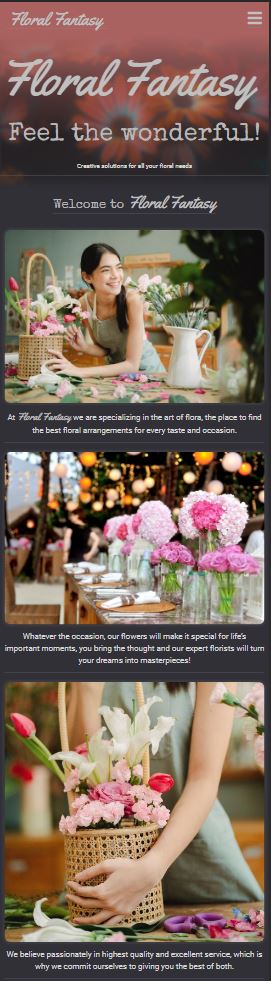 Floral Fantasy
Floral Fantasy
Feel the wonderful!
Creative solutions for all your floral needs
Welcome to Floral Fantasy
At Floral Fantasy we are specializing in the art of flora, the place to find
the best floral arrangements for every taste and occasion.
Whatever the occasion, our flowers will make it special for life's
important moments, you bring the thought and our expert florists will turn
your dreams into masterpieces!
We believe passionately in highest quality and excellent service, which is
why we commit ourselves to giving you the best of both.